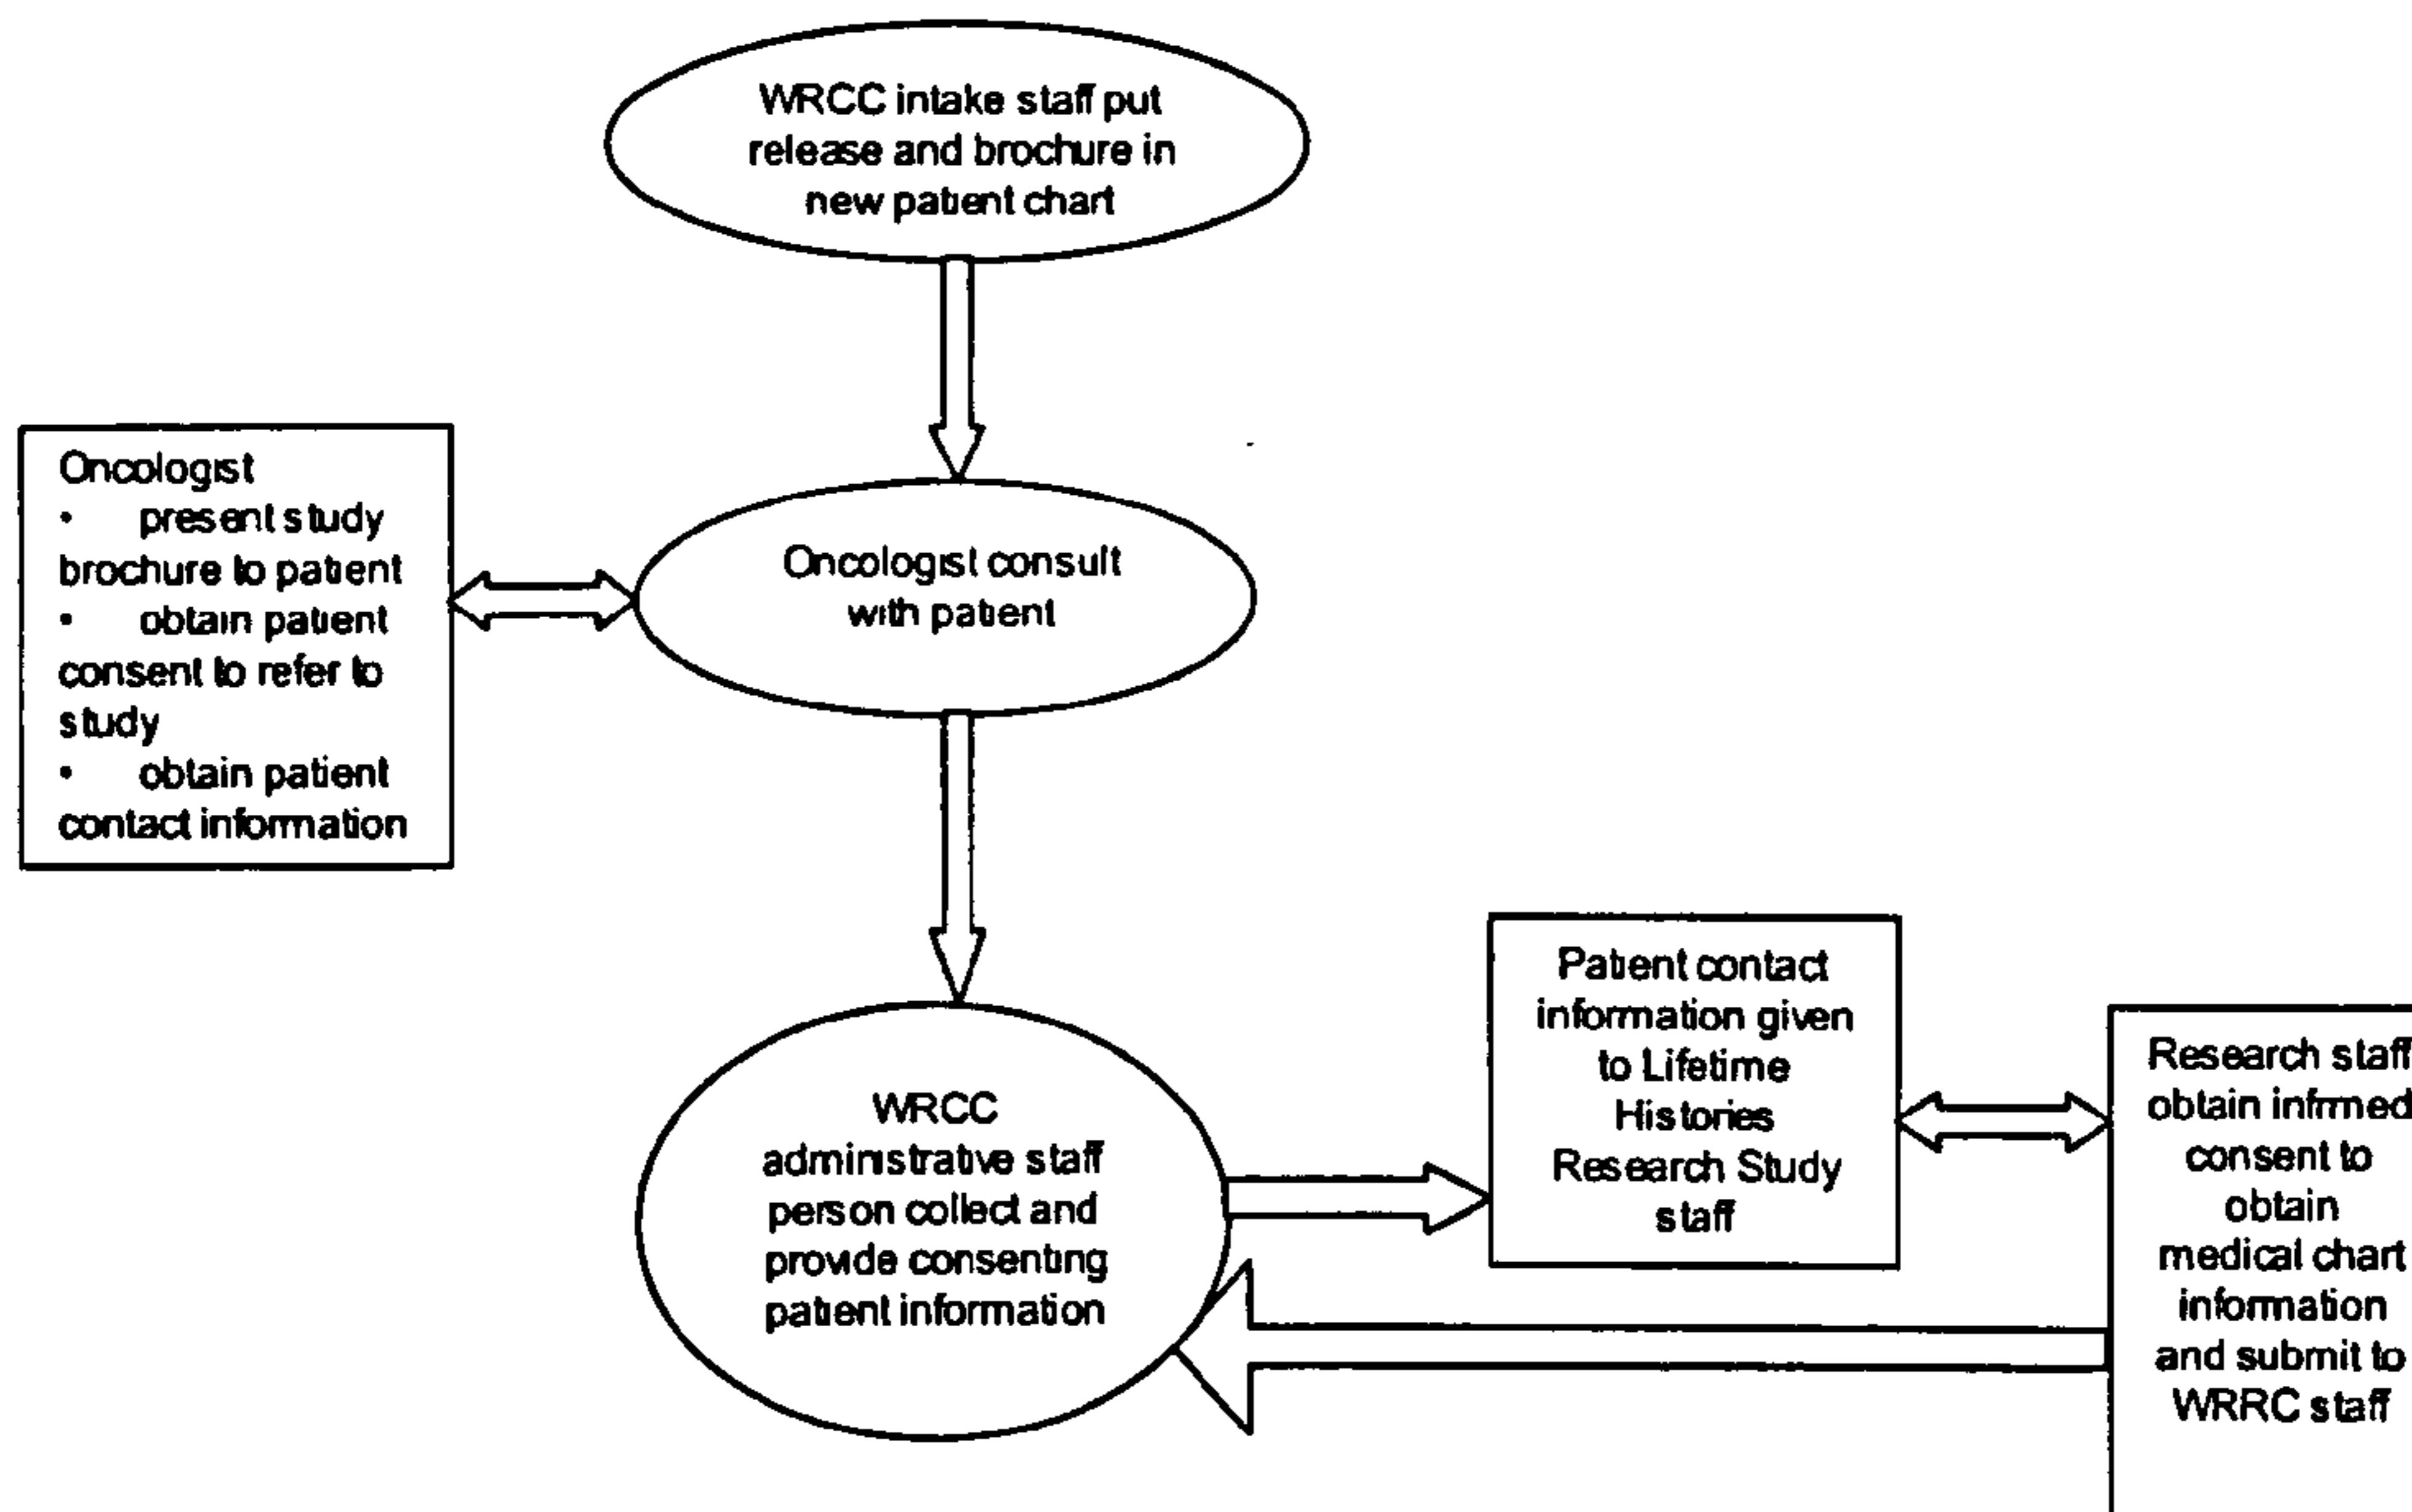 WRCC intake staff put
release and brochure in
new patient chart
Oncologist
• present study
brochure to patient
• obtain patient
consent to refer to
study
• obtain patient
contact information
Oncologist consult
with patient
WRCC
administrative staff
person collect and
provide consenting
patient information
Patient contact
information given
to Lifetime
Histories
Research Study
staff
Research staff
obtain infrmed
consent to
obtain
medical chart
information
and submit to
WRRC staff